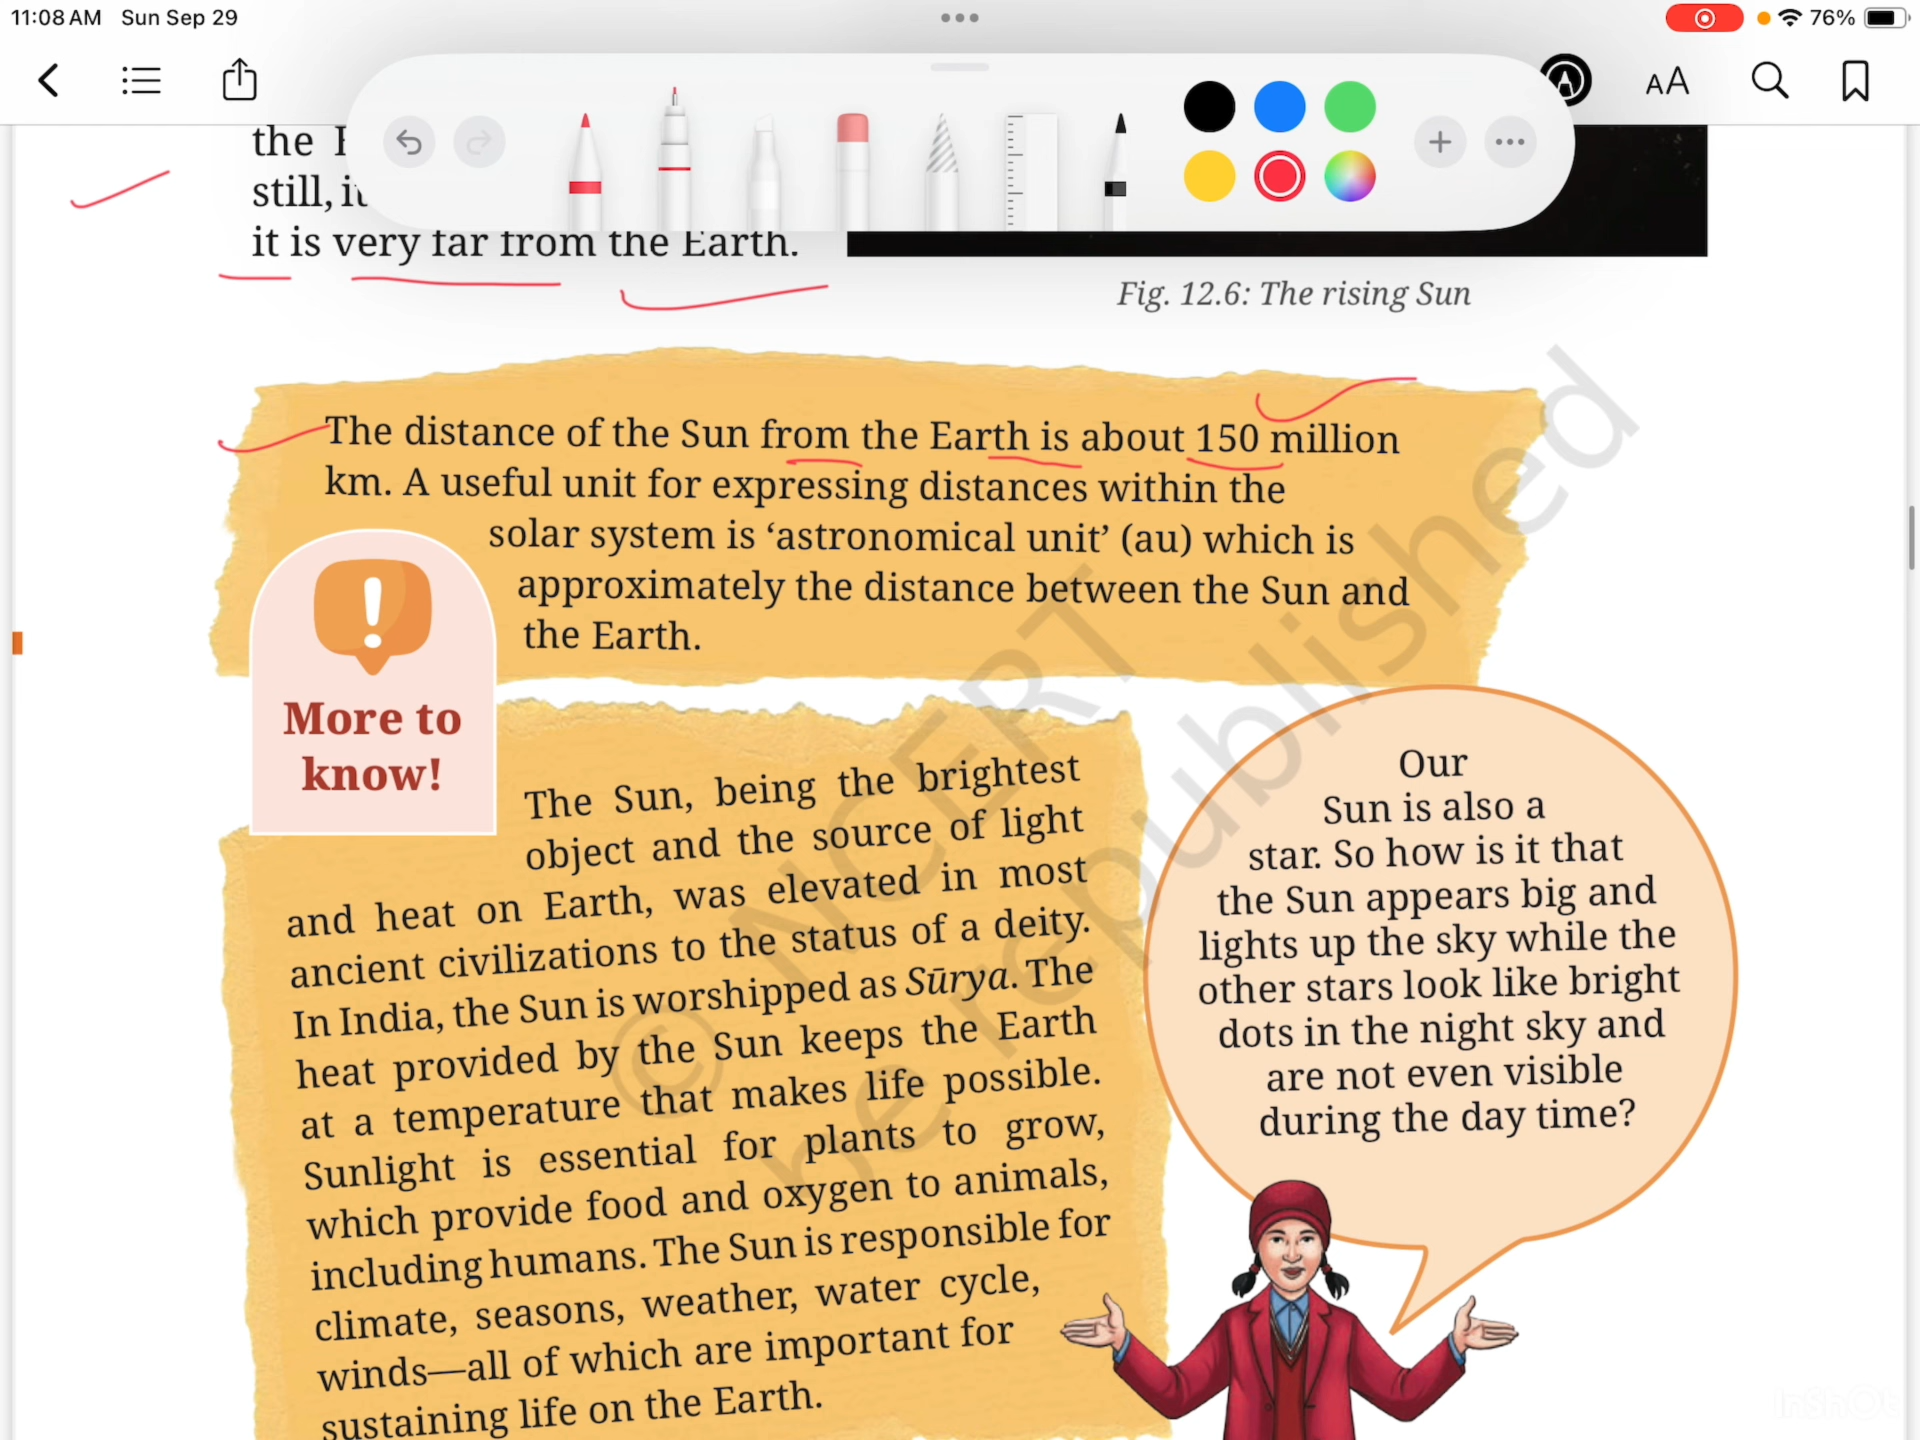 11:08 AM Sun Sep 29
76%
AA
the
still, it
it is very far from the Earth.
Fig. 12.6: The rising Sun
The distance of the Sun from the Earth is about 150 million
km. A useful unit for expressing distances within the
solar system is ‘astronomical unit’ (au) which is
approximately the distance between the Sun and
the Earth.
More to
know!
The Sun, being the brightest
object and the source of light
and heat on Earth, was elevated in most
ancient civilizations to the status of a deity.
In India, the Sun is worshipped as Sūrya. The
heat provided by the Sun keeps the Earth
at a temperature that makes life possible.
Sunlight is essential for plants to grow,
which provide food and oxygen to animals,
including humans. The Sun is responsible for
climate, seasons, weather, water cycle,
winds—all of which are important for
sustaining life on the Earth.
Our
Sun is also a
star. So how is it that
the Sun appears big and
lights up the sky while the
other stars look like bright
dots in the night sky and
are not even visible
during the day time?
© NCERT
be republished
InShOt